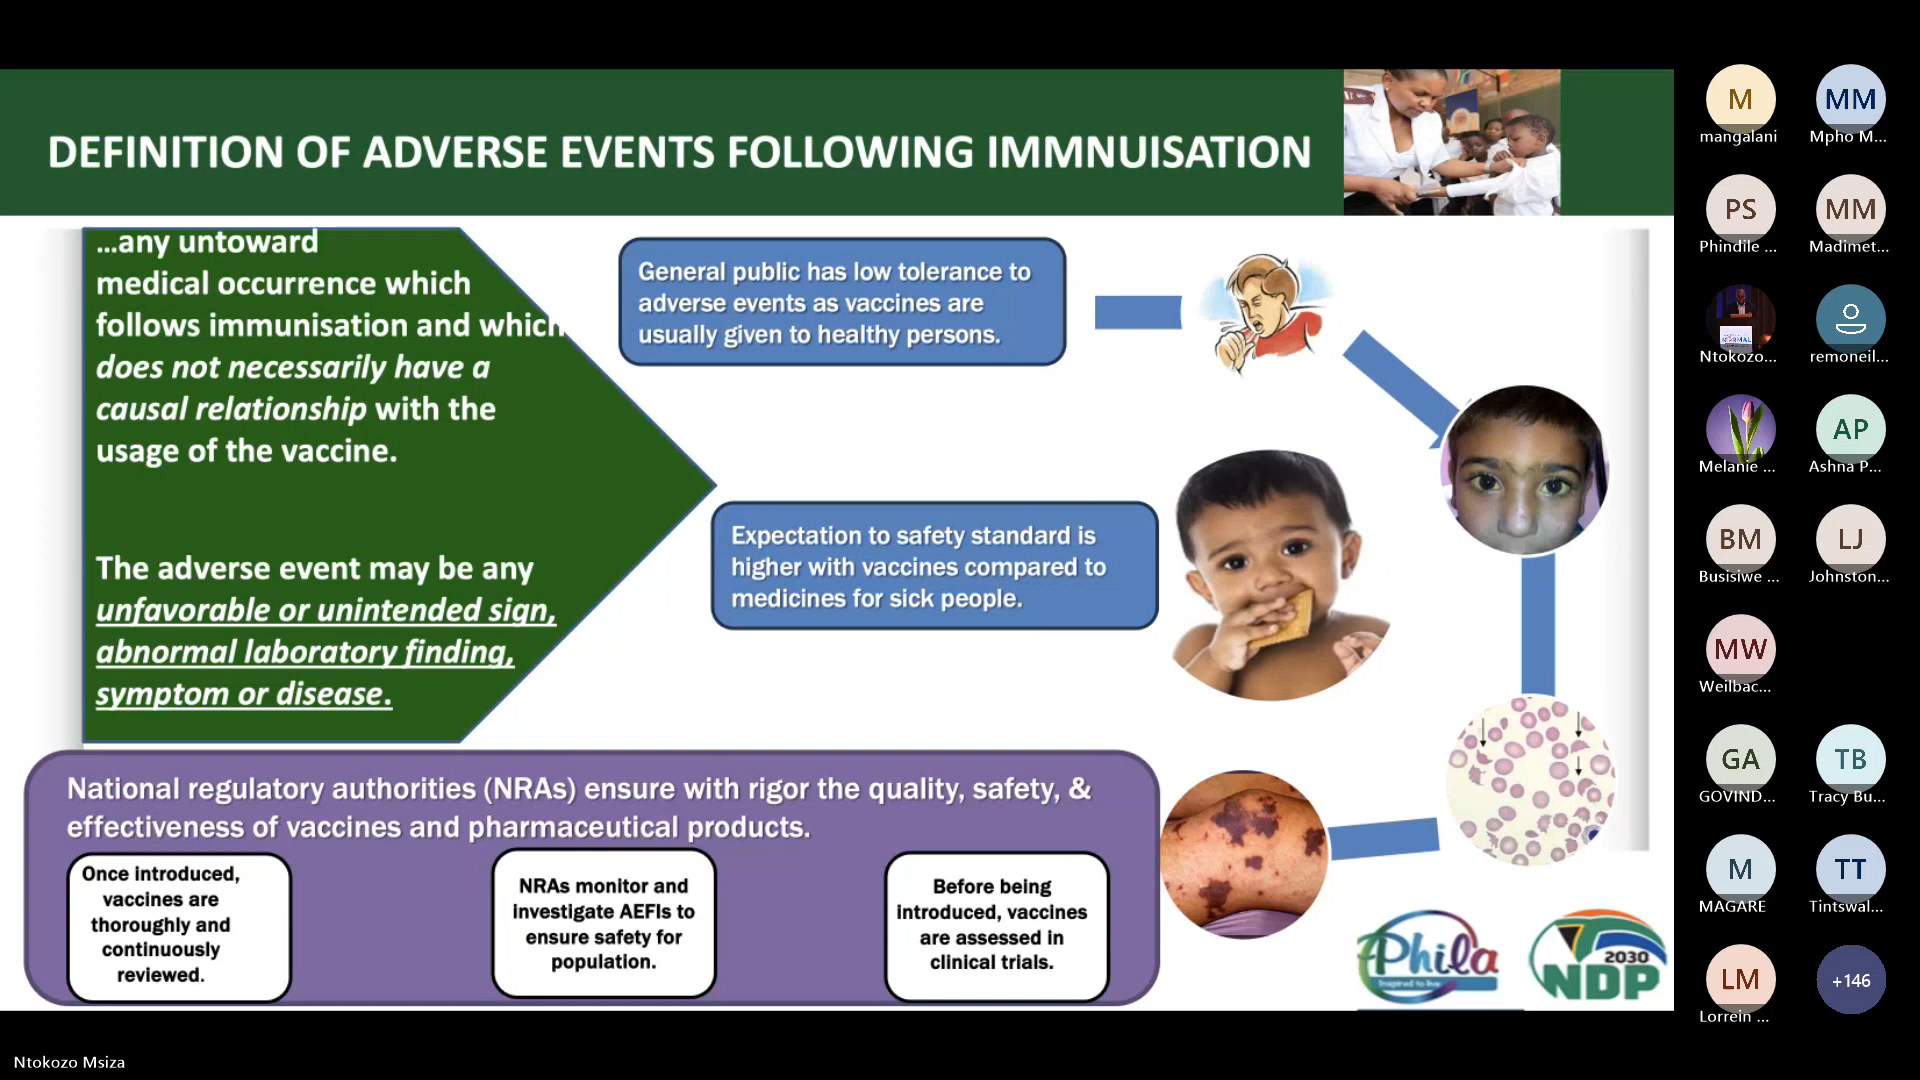 DEFINITION OF ADVERSE EVENTS FOLLOWING IMMNUISATION
...any untoward
medical occurrence which
follows immunisation and which
does not necessarily have a
causal relationship with the
usage of the vaccine.
The adverse event may be any
unfavorable or unintended sign,
abnormal laboratory finding,
symptom or disease.
General public has low tolerance to
adverse events as vaccines are
usually given to healthy persons.
Expectation to safety standard is
higher with vaccines compared to
medicines for sick people.
National regulatory authorities (NRAs) ensure with rigor the quality, safety, &
effectiveness of vaccines and pharmaceutical products.
Once introduced,
vaccines are
thoroughly and
continuously
reviewed.
NRAs monitor and
investigate AEFIs to
ensure safety for
population.
Before being
introduced, vaccines
are assessed in
clinical trials.
Phila
Inspired to live
2030
NDP
M
mangalani
MM
Mpho M...
PS
Phindile ...
MM
Madimet...
Ntokozo...
remoneil...
Melanie ...
AP
Ashna P...
BM
Busisiwe ...
LJ
Johnston...
MW
Weilbac...
GA
GOVIND...
TB
Tracy Bu...
M
MAGARE
TT
Tintswal...
LM
Lorrein ...
+146
Ntokozo Msiza